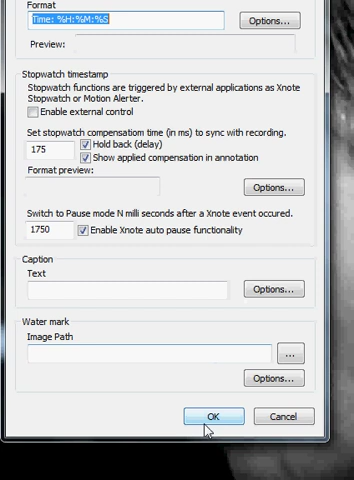 Format
Time: %H:%M:%S
Options...
Preview:
Stopwatch timestamp
Stopwatch functions are triggered by external applications as Xnote
Stopwatch or Motion Alerter.
Enable external control
Set stopwatch compensatiom time (in ms) to sync with recording.
175
Hold back (delay)
Show applied compensation in annotation
Format preview:
Options...
Switch to Pause mode N milli seconds after a Xnote event occured.
1750
Enable Xnote auto pause functionality
Caption
Text
Options...
Water mark
Image Path
...
Options...
OK
Cancel